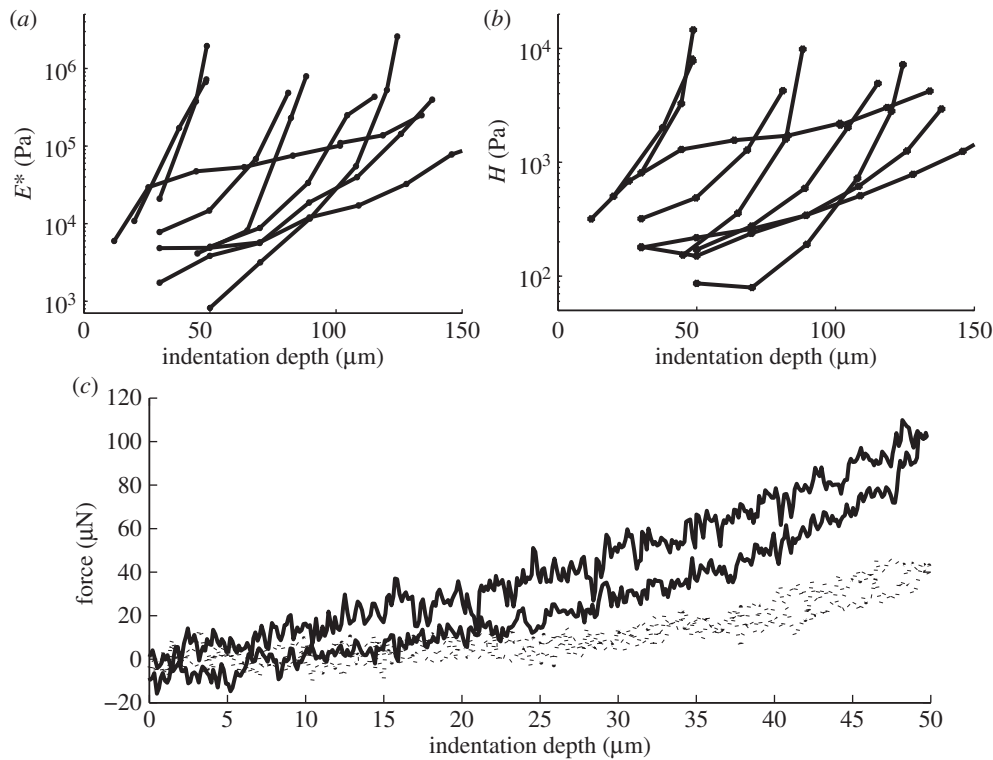 (a) (b)
10⁶ 10⁴
10⁵
E* (Pa) H (Pa)
10³
10⁴
10²
10³
0 50 100 150 0 50 100 150
indentation depth (µm) indentation depth (µm)
(c)
120
100
80
60
40
20
0
−20
force (µN)
0 5 10 15 20 25 30 35 40 45 50
indentation depth (µm)